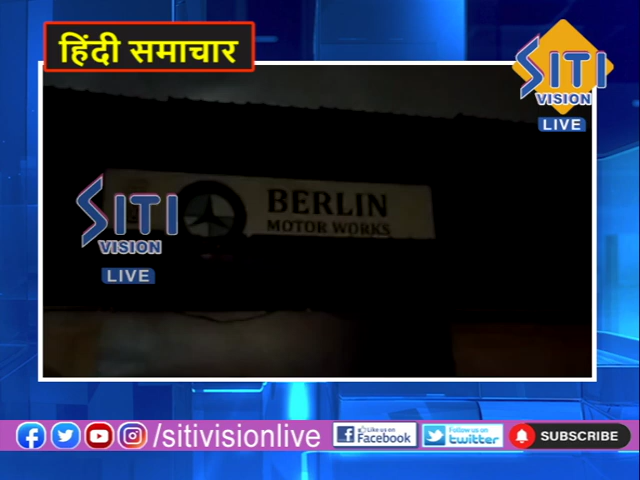 हिंदी समाचार
SITI
VISION
LIVE
BERLIN
MOTOR WORKS
SITI
VISION
LIVE
/sitivisionlive
Like us on
Facebook
Follow us on
twitter
SUBSCRIBE